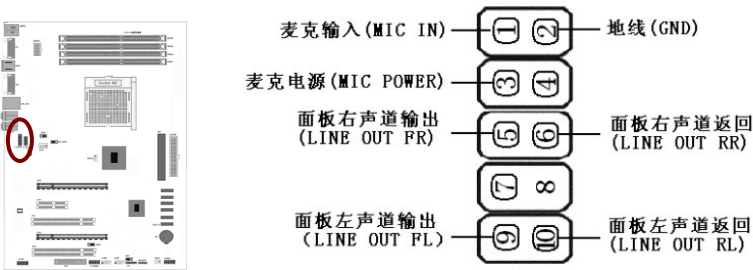 麦克输入(MIC IN)
1
2
地线(GND)
麦克电源(MIC POWER)
3
4
面板右声道输出
(LINE OUT FR)
5
6
面板右声道返回
(LINE OUT RR)
7
8
面板左声道输出
(LINE OUT FL)
9
10
面板左声道返回
(LINE OUT RL)